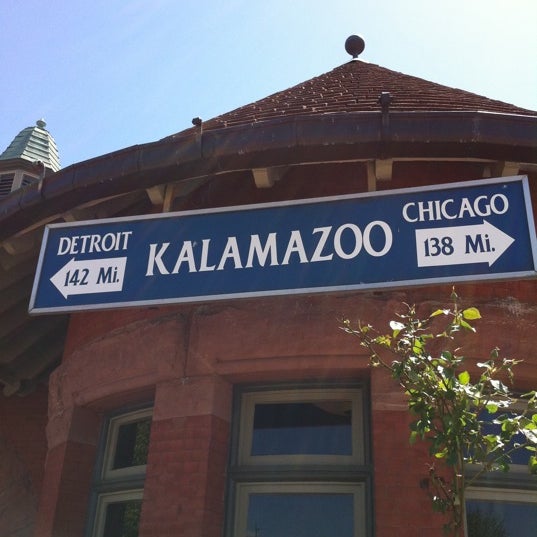 DETROIT
142 Mi.
KALAMAZOO
CHICAGO
138 Mi.